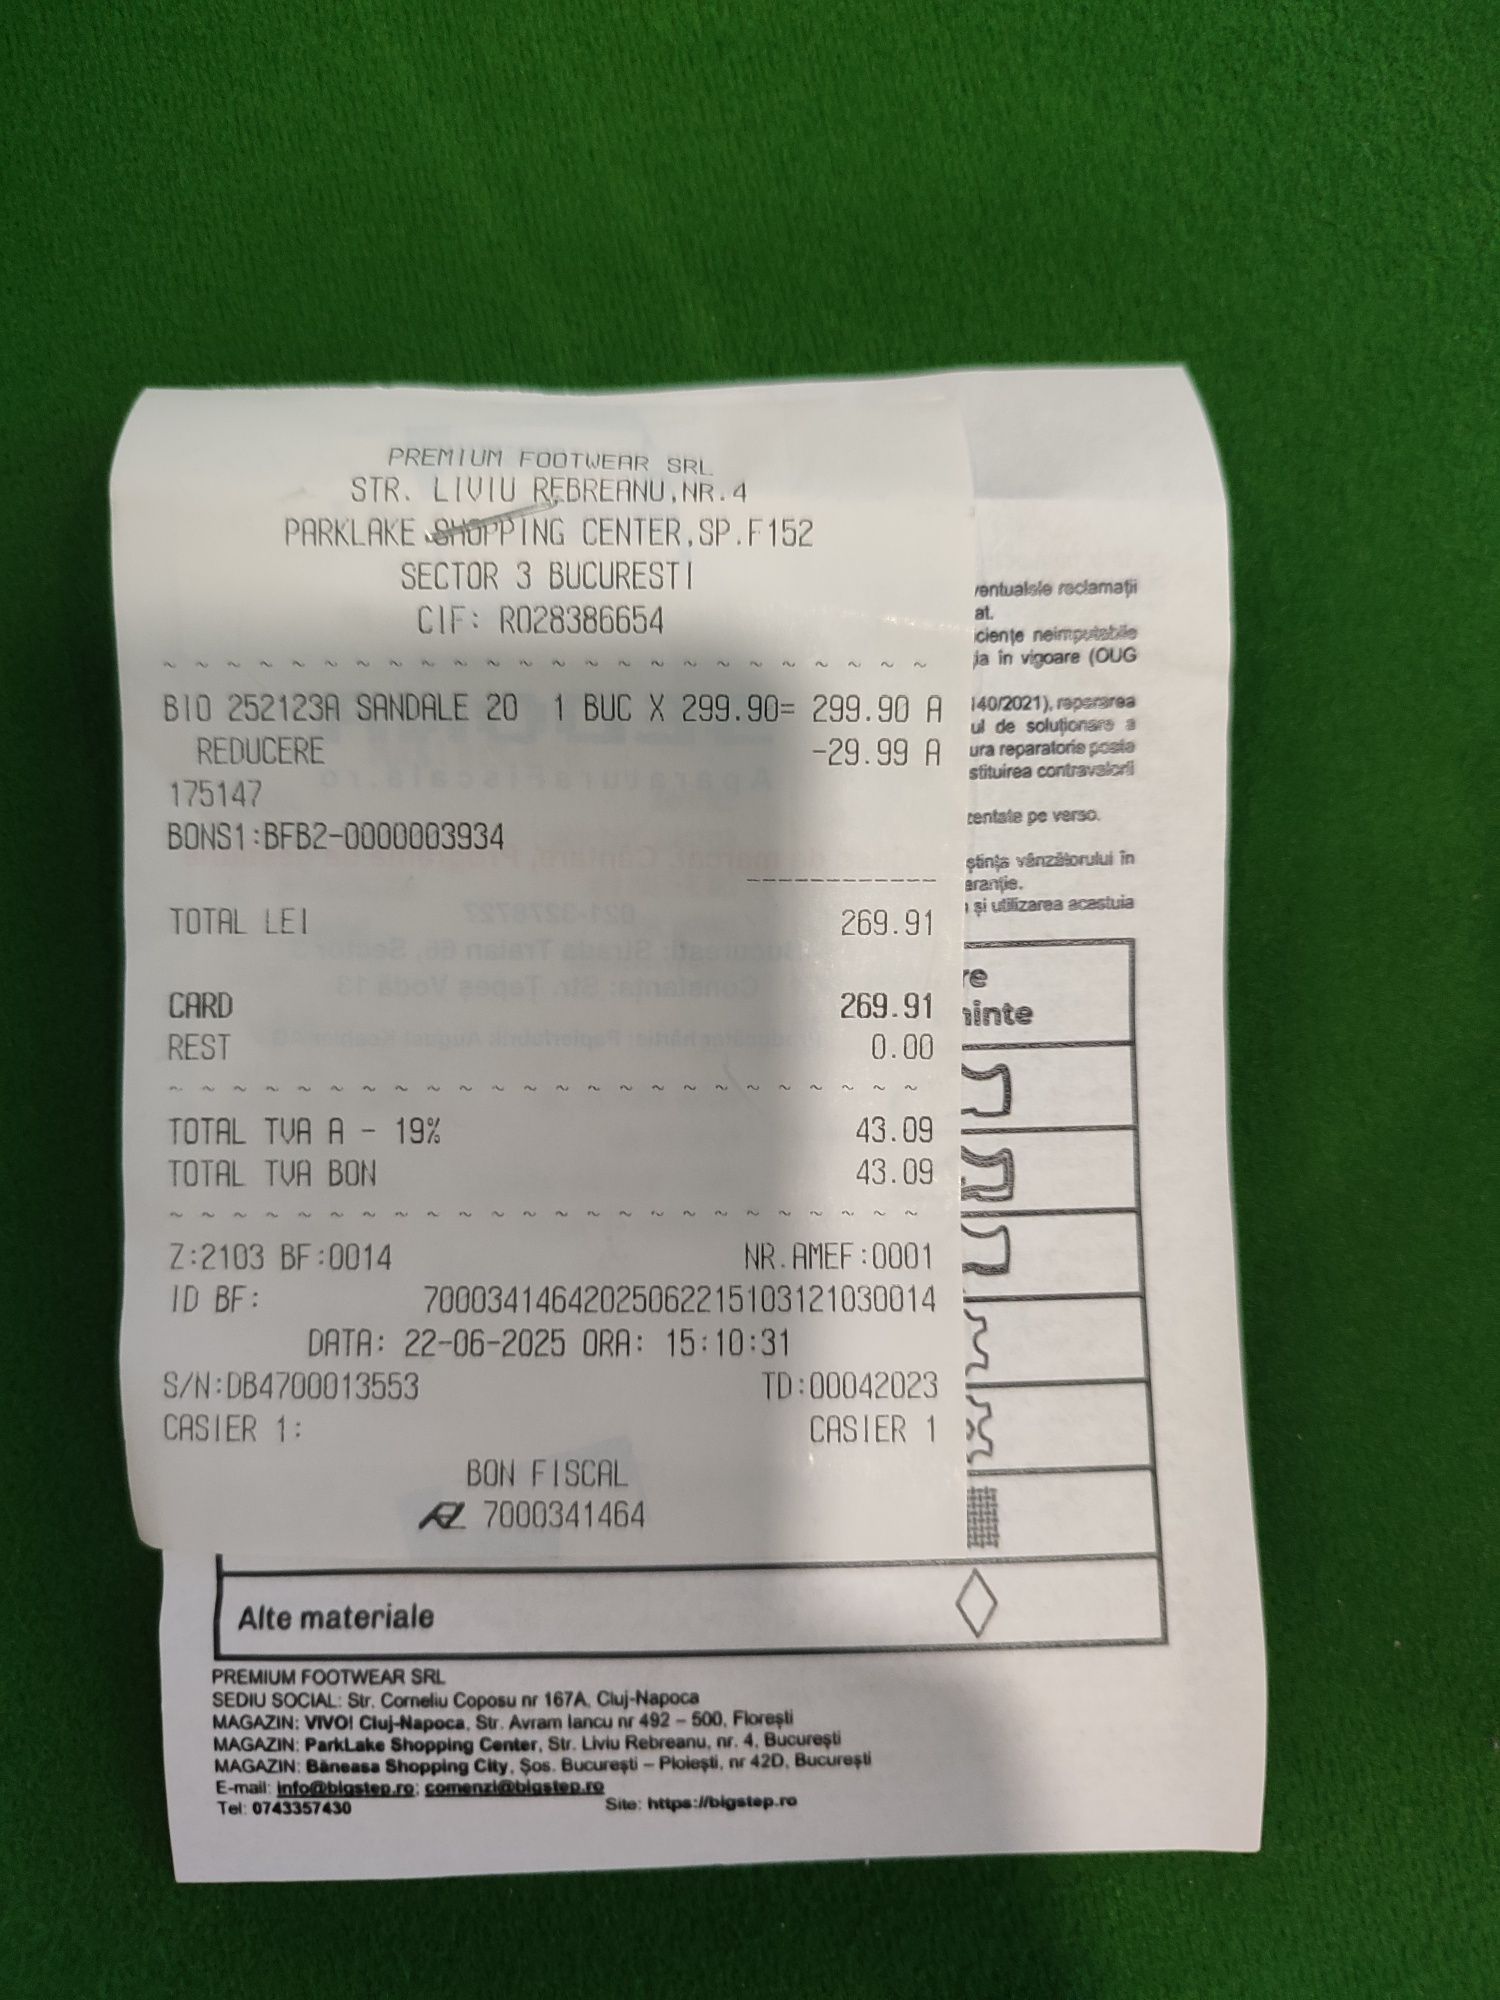 PREMIUM FOOTWEAR SRL
STR. LIVIU REBREANU,NR.4
PARKLAKE SHOPPING CENTER,SP.F152
SECTOR 3 BUCURESTI
CIF: RO28386654
BIO 252123A SANDALE 20 1 BUC X 299.90= 299.90 A
REDUCERE -29.99 A
175147
BONS1:BFB2-0000003934
TOTAL LEI 269.91
CARD 269.91
REST 0.00
TOTAL TVA A - 19% 43.09
TOTAL TVA BON 43.09
Z:2103 BF:0014 NR.AMEF:0001
ID BF: 70003414642025062215103121030014
DATA: 22-06-2025 ORA: 15:10:31
S/N:DB4700013553 TD:00042023
CASIER 1: CASIER 1
BON FISCAL
7000341464
reclamații
at.
neimputabile
în vigoare (OUG
140/2021), repararea
ul de soluționare a
reparatorie poate
contravalorii
pe verso.
vânzătorului în
și utilizarea acestuia
Alte materiale
PREMIUM FOOTWEAR SRL
SEDIU SOCIAL: Str. Corneliu Coposu nr 167A, Cluj-Napoca
MAGAZIN: VIVO! Cluj-Napoca, Str. Avram Iancu nr 492 – 500, Florești
MAGAZIN: ParkLake Shopping Center, Str. Liviu Rebreanu, nr. 4, București
MAGAZIN: Băneasa Shopping City, Șos. București – Ploiești, nr 42D, București
E-mail: info@bigstep.ro; comenzi@bigstep.ro
Tel: 0743357430 Site: https://bigstep.ro